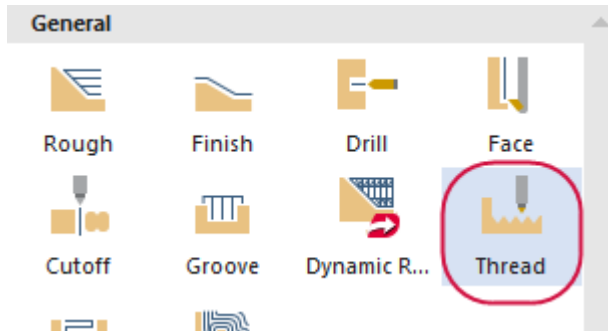 General
Rough Finish Drill Face
Cutoff Groove Dynamic R... Thread